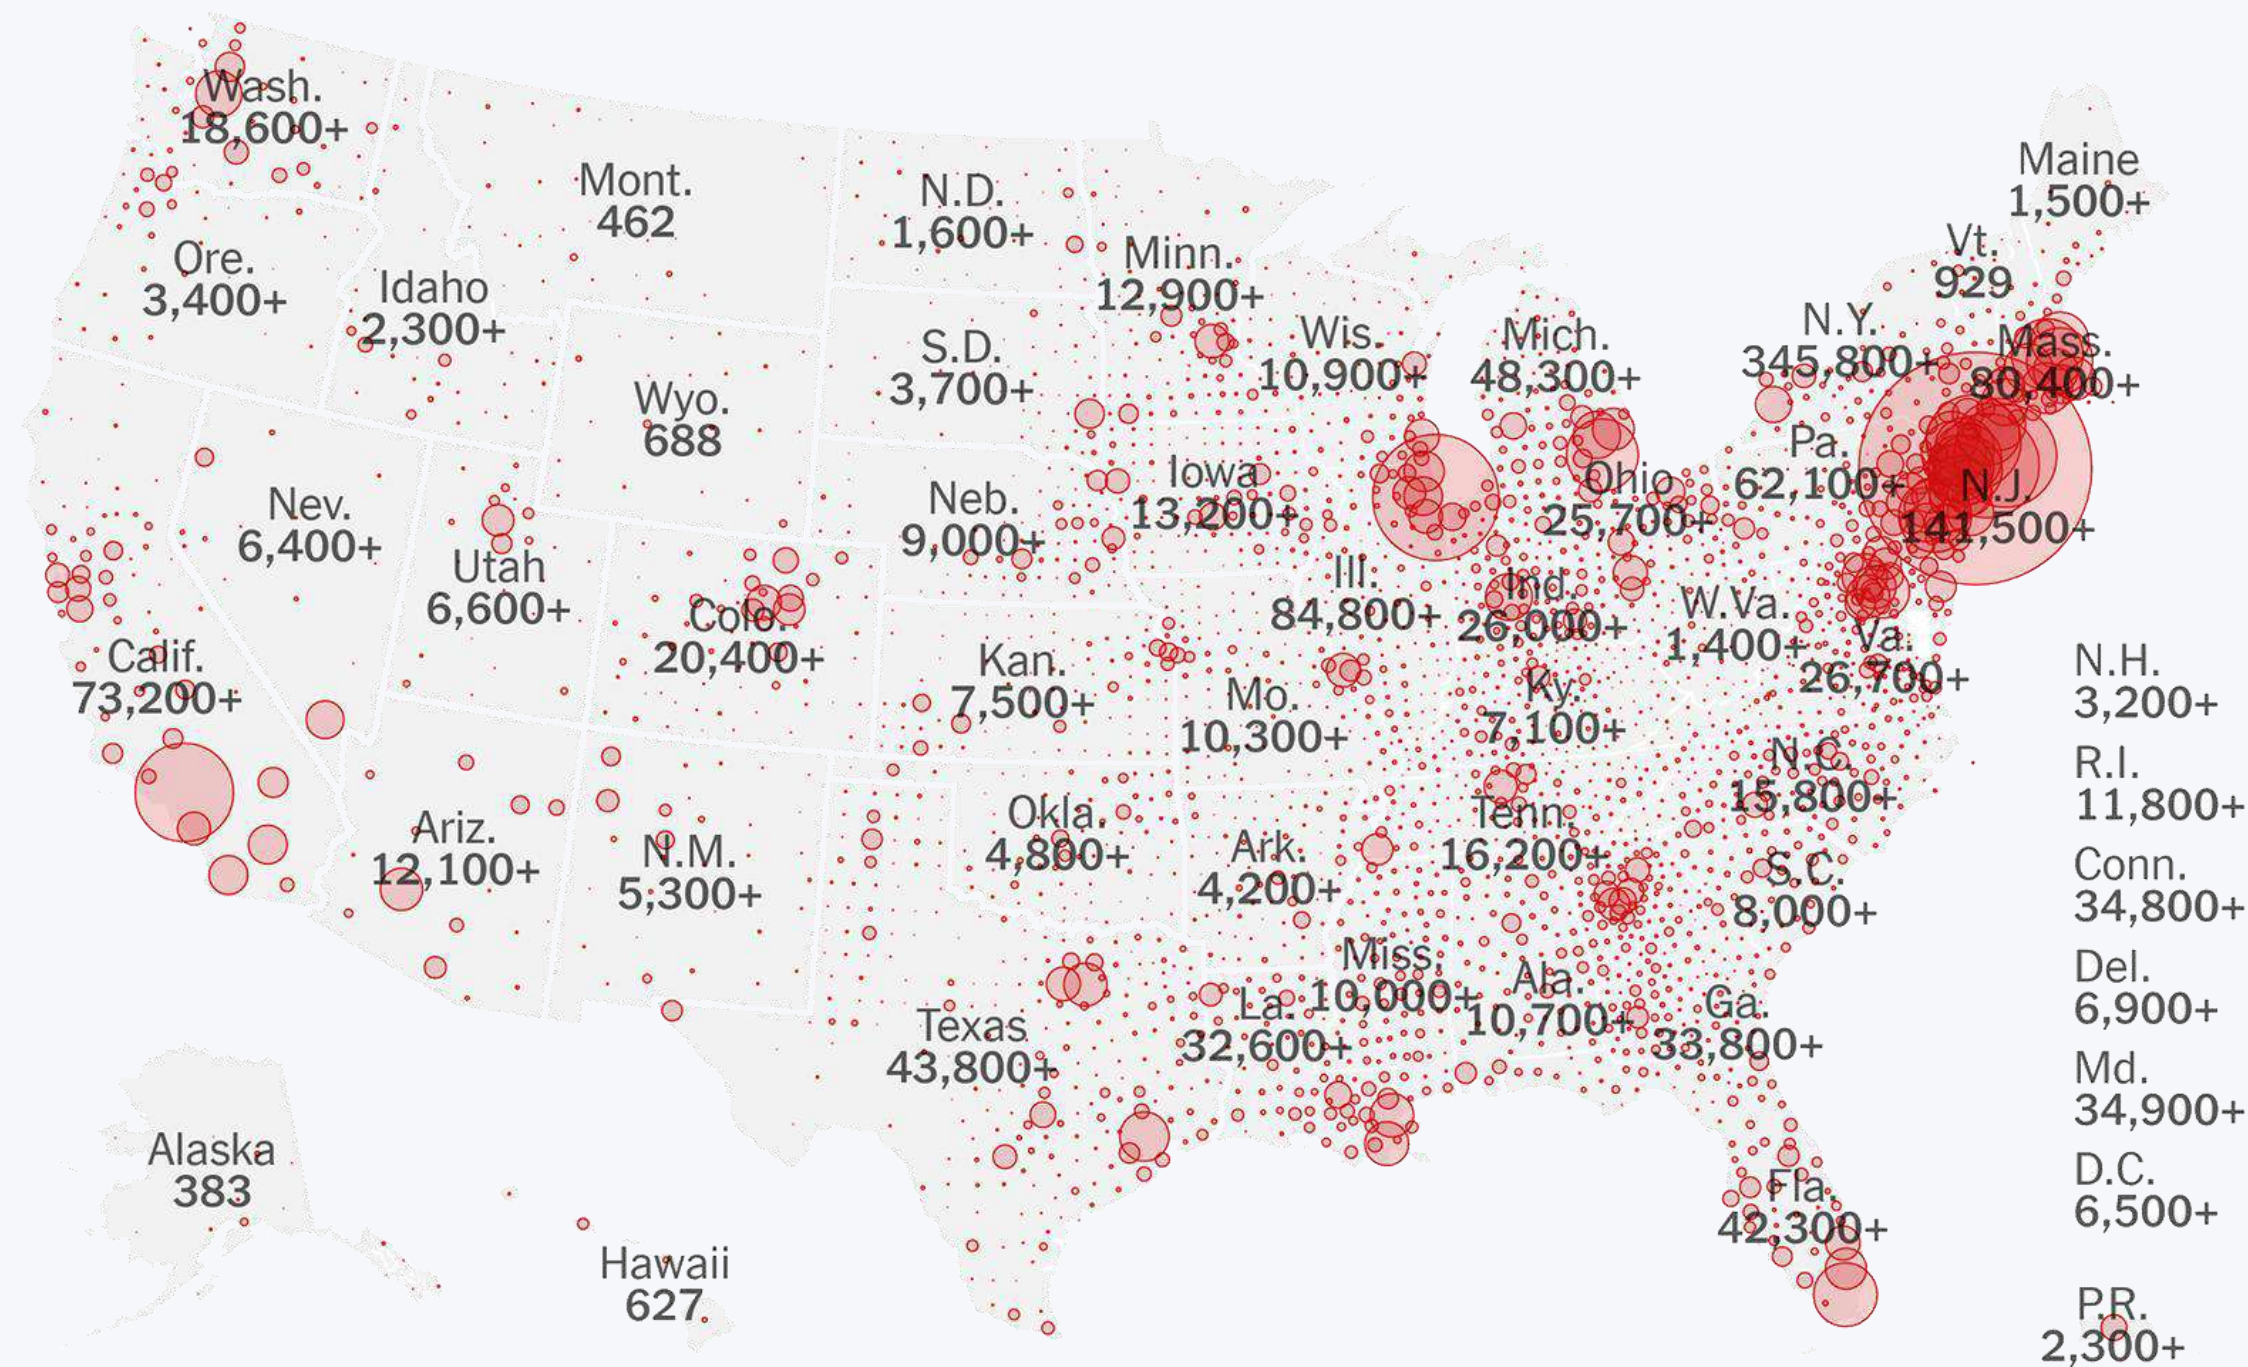 Wash.
18,600+
Ore.
3,400+
Idaho
2,300+
Mont.
462
N.D.
1,600+
Minn.
12,900+
Wis.
10,900+
Mich.
48,300+
N.Y.
345,800+
Vt.
929
Maine
1,500+
Mass.
80,400+
S.D.
3,700+
Wyo.
688
Nev.
6,400+
Utah
6,600+
Colo.
20,400+
Neb.
9,000+
Iowa
13,200+
Ill.
84,800+
Ind.
26,000+
Ohio
25,700+
Pa.
62,100+
N.J.
141,500+
W.Va.
1,400+
Va.
26,700+
Calif.
73,200+
Ariz.
12,100+
N.M.
5,300+
Kan.
7,500+
Mo.
10,300+
Ky.
7,100+
Okla.
4,800+
Ark.
4,200+
Tenn.
16,200+
N.C.
15,800+
S.C.
8,000+
Texas
43,800+
La.
32,600+
Miss.
10,000+
Ala.
10,700+
Ga.
33,800+
Fla.
42,300+
Alaska
383
Hawaii
627
N.H.
3,200+
R.I.
11,800+
Conn.
34,800+
Del.
6,900+
Md.
34,900+
D.C.
6,500+
P.R.
2,300+